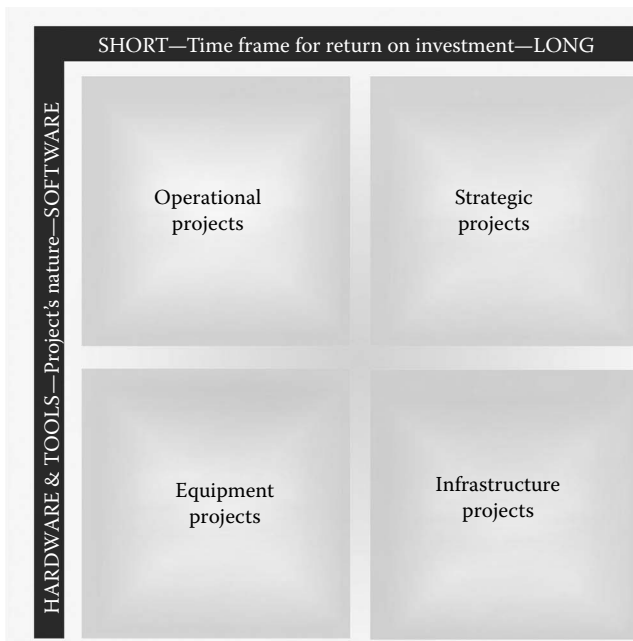 SHORT—Time frame for return on investment—LONG
HARDWARE & TOOLS—Project's nature—SOFTWARE
Operational
projects
Strategic
projects
Equipment
projects
Infrastructure
projects